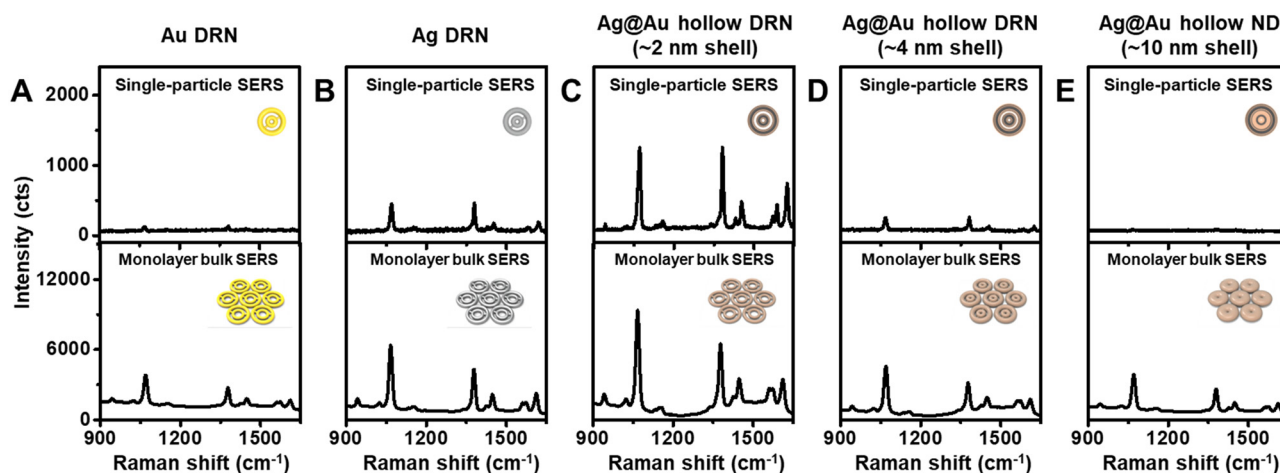 Au DRN
Ag DRN
Ag@Au hollow DRN
(~2 nm shell)
Ag@Au hollow DRN
(~4 nm shell)
Ag@Au hollow ND
(~10 nm shell)
A
B
C
D
E
Single-particle SERS
Single-particle SERS
Single-particle SERS
Single-particle SERS
Single-particle SERS
2000
1000
0
Intensity (cts)
Monolayer bulk SERS
Monolayer bulk SERS
Monolayer bulk SERS
Monolayer bulk SERS
Monolayer bulk SERS
12000
6000
0
900 1200 1500
900 1200 1500
900 1200 1500
900 1200 1500
900 1200 1500
Raman shift (cm⁻¹)
Raman shift (cm⁻¹)
Raman shift (cm⁻¹)
Raman shift (cm⁻¹)
Raman shift (cm⁻¹)